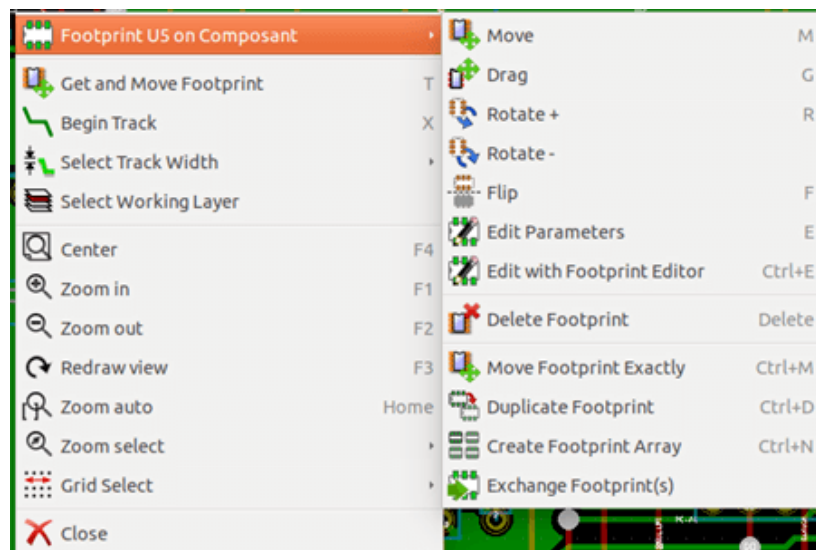 Footprint U5 on Composant
Get and Move Footprint T
Begin Track X
Select Track Width
Select Working Layer
Center F4
Zoom in F1
Zoom out F2
Redraw view F3
Zoom auto Home
Zoom select
Grid Select
Close
Move M
Drag G
Rotate + R
Rotate -
Flip F
Edit Parameters E
Edit with Footprint Editor Ctrl+E
Delete Footprint Delete
Move Footprint Exactly Ctrl+M
Duplicate Footprint Ctrl+D
Create Footprint Array Ctrl+N
Exchange Footprint(s)